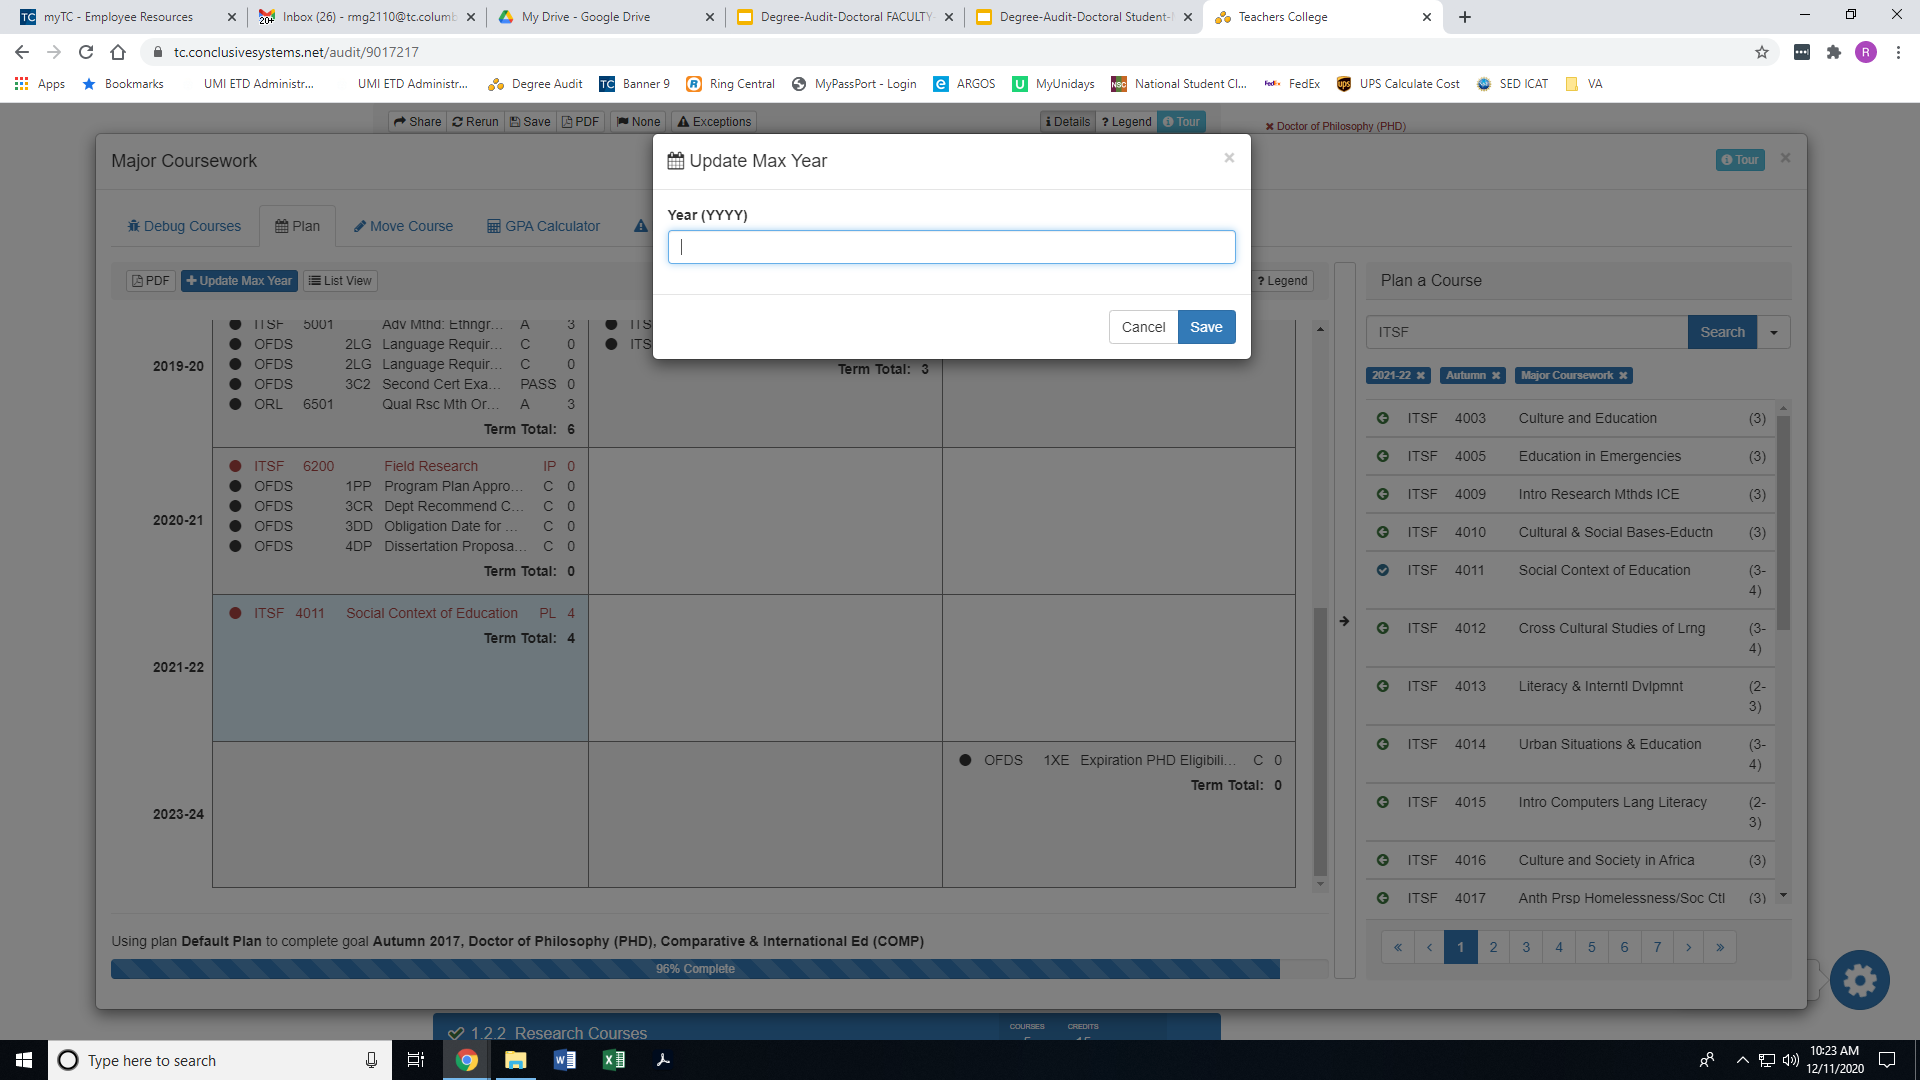 myTC - Employee Resources
Inbox (26) - rmg2110@tc.columb
My Drive - Google Drive
Degree-Audit-Doctoral FACULTY
Degree-Audit-Doctoral Student-
Teachers College
tc.conclusivesystems.net/audit/9017217
R
Apps
Bookmarks
UMI ETD Administr...
UMI ETD Administr...
Degree Audit
Banner 9
Ring Central
MyPassPort - Login
ARGOS
MyUnidays
National Student Cl...
FedEx
UPS Calculate Cost
SED ICAT
VA
Share Rerun Save PDF None Exceptions
Details ? Legend Tour
Doctor of Philosophy (PHD)
Major Coursework
Tour
Update Max Year
Year (YYYY)
Cancel Save
Debug Courses Plan Move Course GPA Calculator
PDF + Update Max Year List View
? Legend
ITSF 5001 Adv Mthd: Ethngr... A 3
OFDS 2LG Language Requir... C 0
2019-20
OFDS 2LG Language Requir... C 0
OFDS 3C2 Second Cert Exa... PASS 0
ORL 6501 Qual Rsc Mth Or... A 3
Term Total: 6
ITS
ITS
Term Total: 3
ITSF 6200 Field Research IP 0
OFDS 1PP Program Plan Appro... C 0
OFDS 3CR Dept Recommend C... C 0
2020-21
OFDS 3DD Obligation Date for ... C 0
OFDS 4DP Dissertation Proposa... C 0
Term Total: 0
ITSF 4011 Social Context of Education PL 4
Term Total: 4
2021-22
OFDS 1XE Expiration PHD Eligibili... C 0
Term Total: 0
2023-24
Using plan Default Plan to complete goal Autumn 2017, Doctor of Philosophy (PHD), Comparative & International Ed (COMP)
96% Complete
Plan a Course
ITSF
Search
2021-22 Autumn Major Coursework
ITSF 4003 Culture and Education (3)
ITSF 4005 Education in Emergencies (3)
ITSF 4009 Intro Research Mthds ICE (3)
ITSF 4010 Cultural & Social Bases-Eductn (3)
ITSF 4011 Social Context of Education (3-
4)
ITSF 4012 Cross Cultural Studies of Lrng (3-
4)
ITSF 4013 Literacy & Interntl Dvlpmnt (2-
3)
ITSF 4014 Urban Situations & Education (3-
4)
ITSF 4015 Intro Computers Lang Literacy (2-
3)
ITSF 4016 Culture and Society in Africa (3)
ITSF 4017 Anth Prsp Homelessness/Soc Ctl (3)
« ‹ 1 2 3 4 5 6 7 › »
1.2.2 Research Courses
COURSES CREDITS
5 15
Type here to search
10:23 AM
12/11/2020